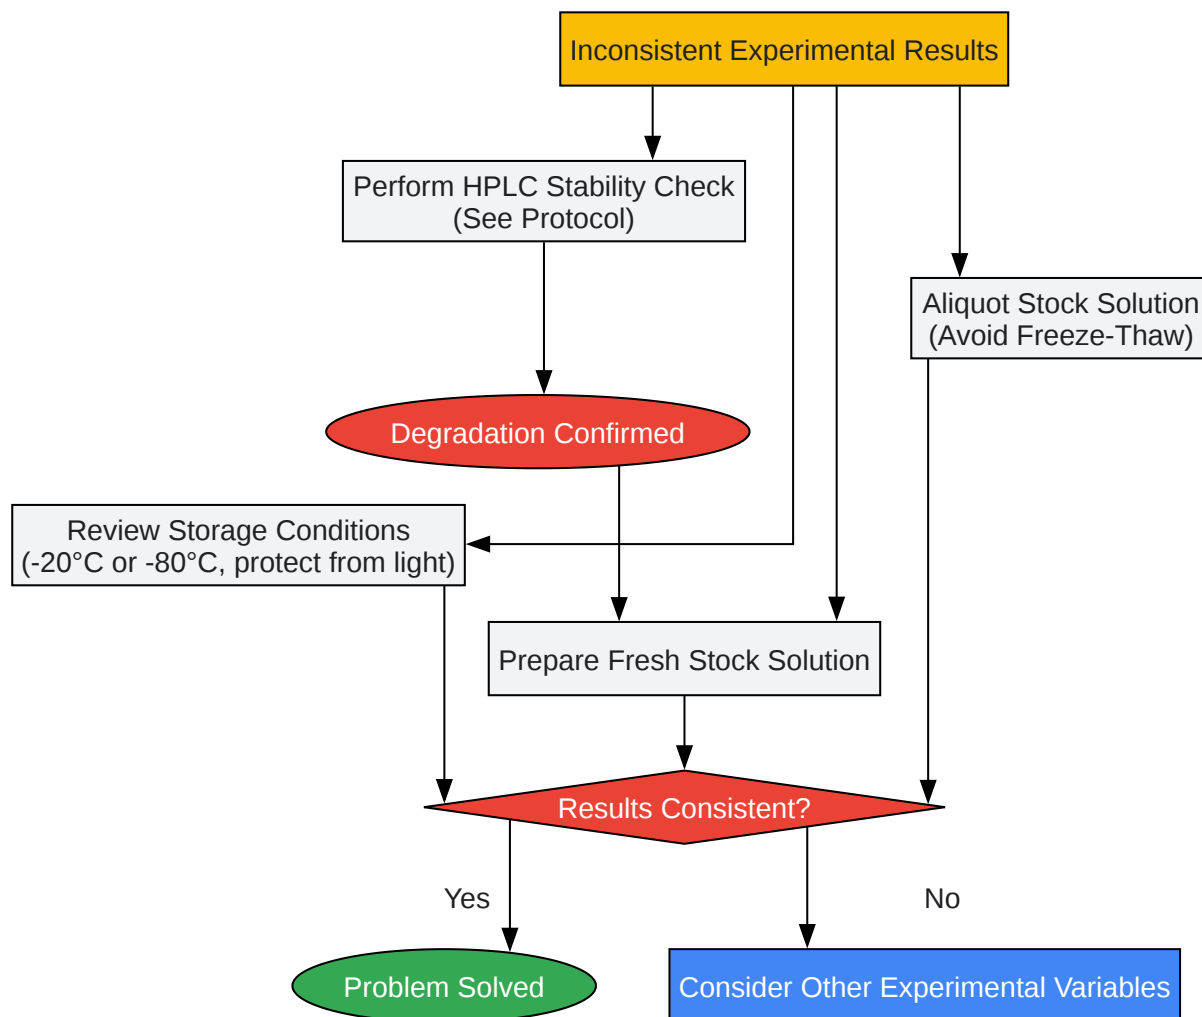 Inconsistent Experimental Results
Perform HPLC Stability Check
(See Protocol)
Aliquot Stock Solution
(Avoid Freeze-Thaw)
Degradation Confirmed
Review Storage Conditions
(-20°C or -80°C, protect from light)
Prepare Fresh Stock Solution
Results Consistent?
Yes
No
Problem Solved
Consider Other Experimental Variables